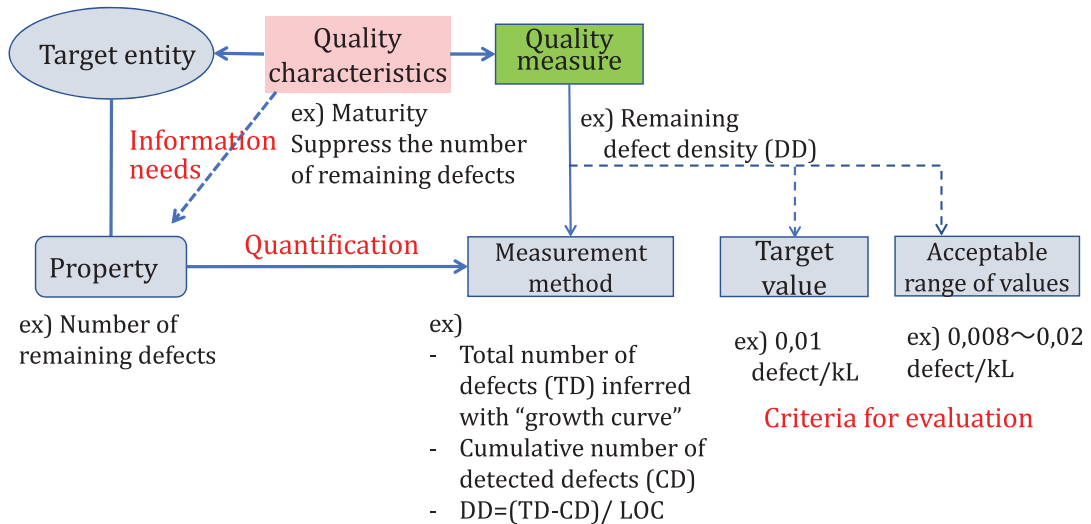 Target entity
Quality
characteristics
Quality
measure
ex) Maturity
Suppress the number
of remaining defects
ex) Remaining
defect density (DD)
Information
needs
Quantification
Property
Measurement
method
Target
value
Acceptable
range of values
ex) Number of
remaining defects
ex)
- Total number of
defects (TD) inferred
with “growth curve”
- Cumulative number of
detected defects (CD)
- DD=(TD-CD)/ LOC
ex) 0,01
defect/kL
ex) 0,008～0,02
defect/kL
Criteria for evaluation